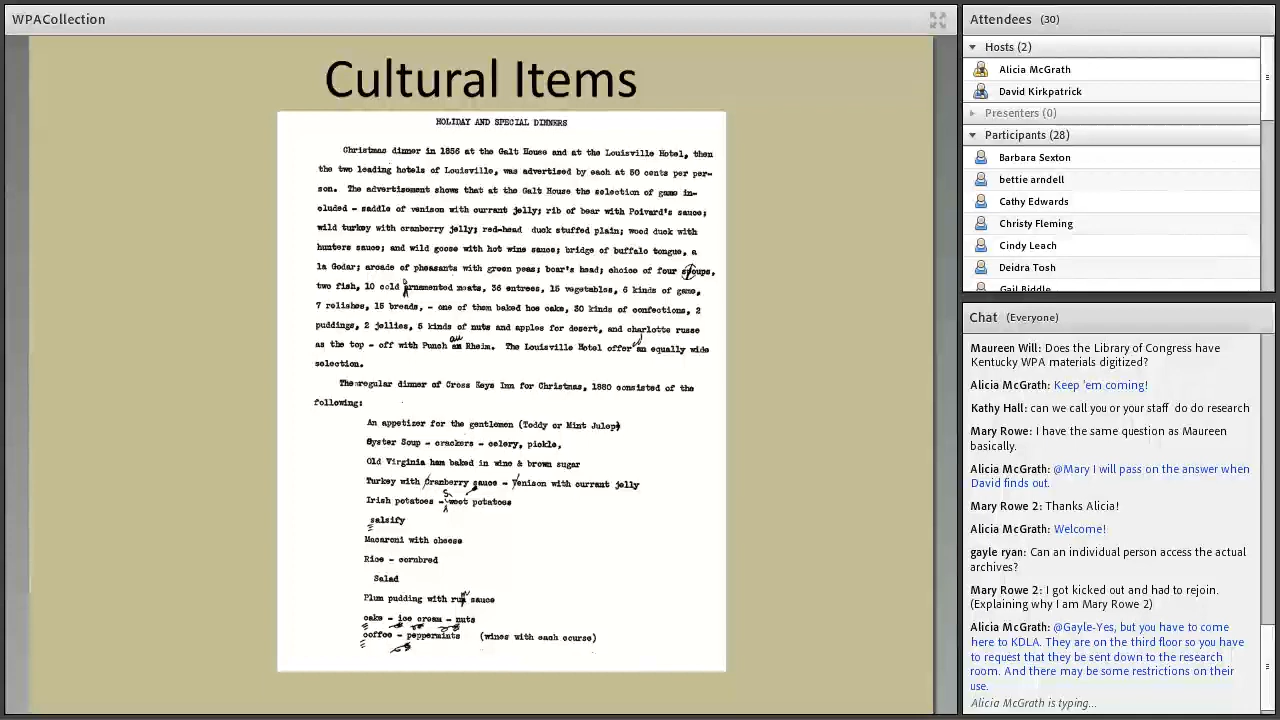 WPACollection
Cultural Items
HOLIDAY AND SPECIAL DINNERS
Christmas dinner in 1856 at the Galt House and at the Louisville Hotel, then
the two leading hotels of Louisville, was advertised by each at 50 cents per per-
son. The advertisement shows that at the Galt House the selection of game in-
cluded - saddle of venison with currant jelly; rib of bear with Poivard's sauce;
wild turkey with cranberry jelly; red-head duck stuffed plain; wood duck with
hunters sauce; and wild goose with hot wine sauce; bridge of buffalo tongue, a
la Godar; arcade of pheasants with green peas; boar's head; choice of four soups,
two fish, 10 cold ornamented meats, 36 entrees, 15 vegetables, 6 kinds of game,
7 relishes, 15 breads, - one of them baked hoe cake, 30 kinds of confections, 2
puddings, 2 jellies, 5 kinds of nuts and apples for desert, and charlotte russe
as the top - off with Punch au Rheim. The Louisville Hotel offered an equally wide
selection.
The regular dinner of Cross Keys Inn for Christmas, 1880 consisted of the
following:
An appetizer for the gentlemen (Toddy or Mint Julep)
Oyster Soup - crackers - celery, pickle,
Old Virginia ham baked in wine & brown sugar
Turkey with Cranberry sauce - Venison with currant jelly
Irish potatoes - Sweet potatoes
salsify
Macaroni with cheese
Rice - cornbred
Salad
Plum pudding with rum sauce
cake - ice cream - nuts
coffee - peppermints (wines with each course)
Attendees (30)
Hosts (2)
Alicia McGrath
David Kirkpatrick
Presenters (0)
Participants (28)
Barbara Sexton
bettie arndell
Cathy Edwards
Christy Fleming
Cindy Leach
Deidra Tosh
Gail Biddle
Chat (Everyone)
Maureen Will: Does the Library of Congress have
Kentucky WPA materials digitized?
Alicia McGrath: Keep 'em coming!
Kathy Hall: can we call you or your staff do do research
Mary Rowe: I have the same question as Maureen
basically.
Alicia McGrath: @Mary I will pass on the answer when
David finds out.
Mary Rowe 2: Thanks Alicia!
Alicia McGrath: Welcome!
gayle ryan: Can an individual person access the actual
archives?
Mary Rowe 2: I got kicked out and had to rejoin.
(Explaining why I am Mary Rowe 2)
Alicia McGrath: @Gayle-Yes, but you have to come
here to KDLA. They are on the third floor so you have
to request that they be sent down to the research
room. And there may be some restrictions on their
use.
Alicia McGrath is typing...